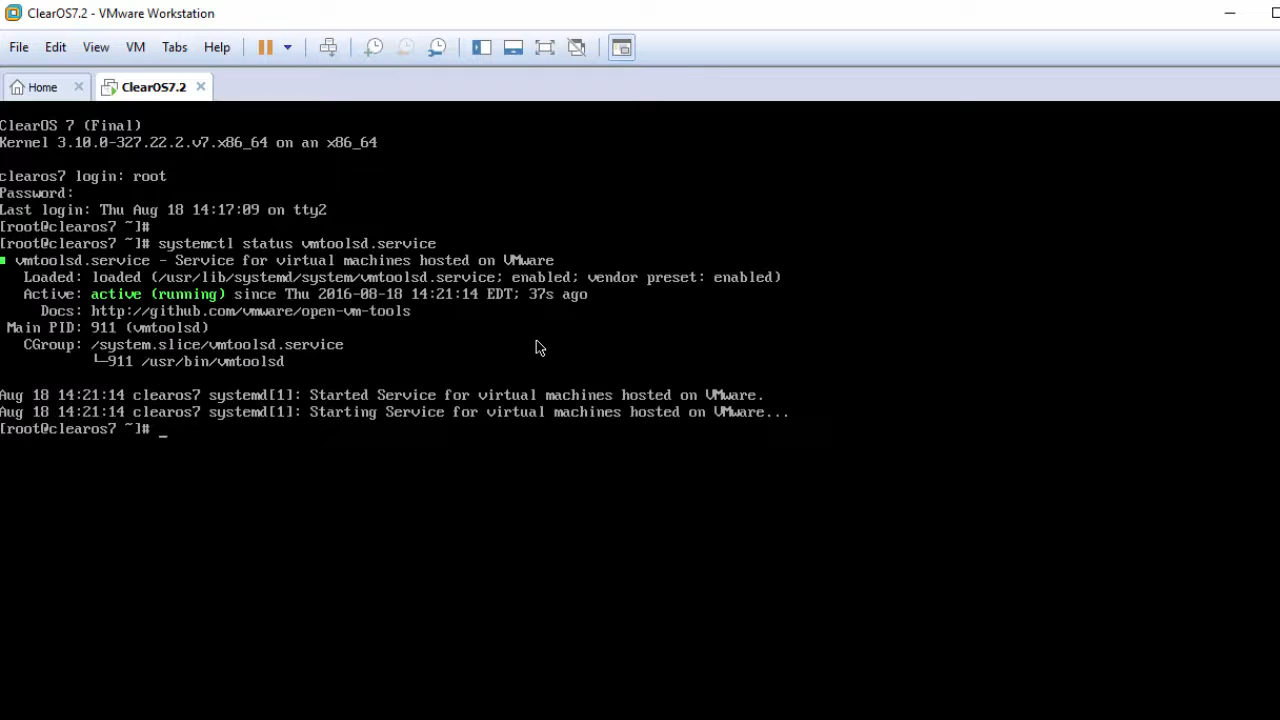 ClearOS7.2 - VMware Workstation
File Edit View VM Tabs Help
Home ClearOS7.2
ClearOS 7 (Final)
Kernel 3.10.0-327.22.2.v7.x86_64 on an x86_64
clearos7 login: root
Password:
Last login: Thu Aug 18 14:17:09 on tty2
[root@clearos7 ~]#
[root@clearos7 ~]# systemctl status vmtoolsd.service
vmtoolsd.service - Service for virtual machines hosted on VMware
Loaded: loaded (/usr/lib/systemd/system/vmtoolsd.service; enabled; vendor preset: enabled)
Active: active (running) since Thu 2016-08-18 14:21:14 EDT; 37s ago
Docs: http://github.com/vmware/open-vm-tools
Main PID: 911 (vmtoolsd)
CGroup: /system.slice/vmtoolsd.service
└─911 /usr/bin/vmtoolsd
Aug 18 14:21:14 clearos7 systemd[1]: Started Service for virtual machines hosted on VMware.
Aug 18 14:21:14 clearos7 systemd[1]: Starting Service for virtual machines hosted on VMware...
[root@clearos7 ~]# _